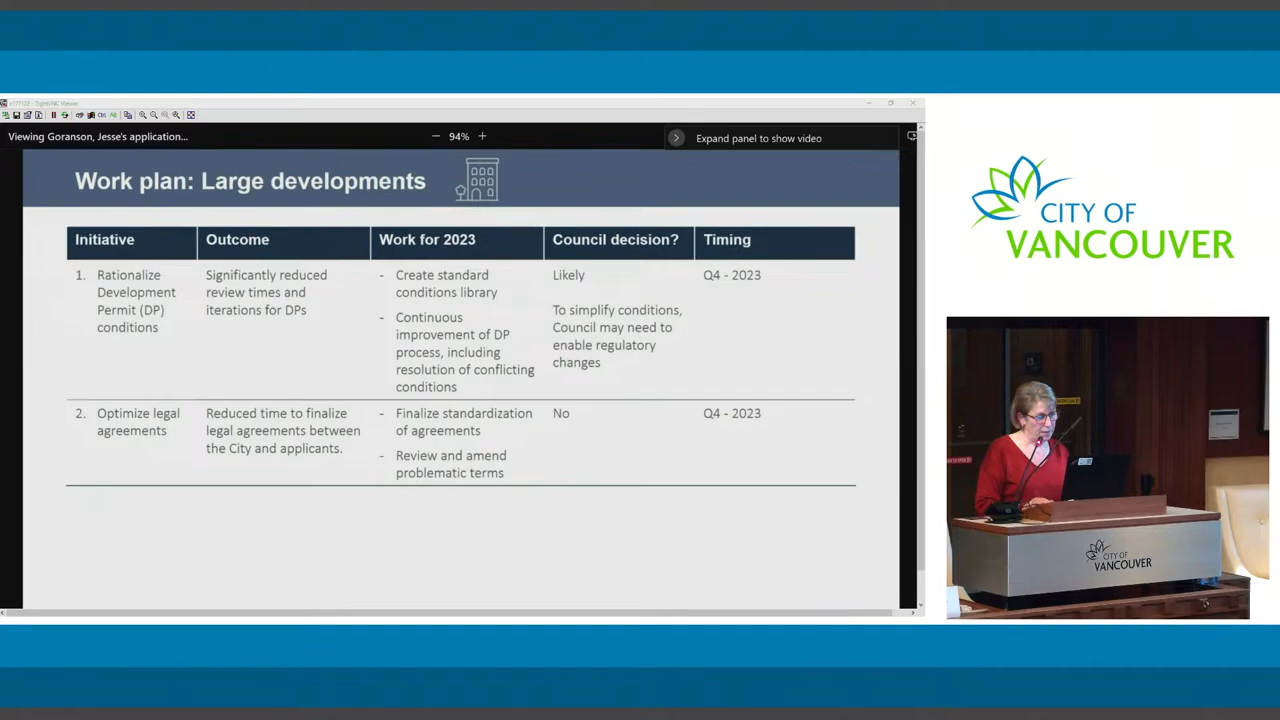 Viewing Goranson, Jesse's application...
94%
Expand panel to show video
Work plan: Large developments
Initiative
Outcome
Work for 2023
Council decision?
Timing
1. Rationalize
Development
Permit (DP)
conditions
Significantly reduced
review times and
iterations for DPs
- Create standard
conditions library
- Continuous
improvement of DP
process, including
resolution of conflicting
conditions
Likely
To simplify conditions,
Council may need to
enable regulatory
changes
Q4 - 2023
2. Optimize legal
agreements
Reduced time to finalize
legal agreements between
the City and applicants.
- Finalize standardization
of agreements
- Review and amend
problematic terms
No
Q4 - 2023
CITY OF
VANCOUVER
CITY OF
VANCOUVER